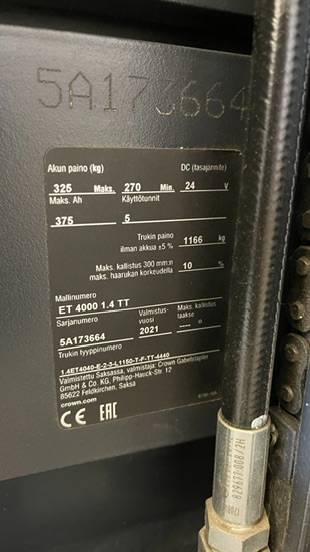 5A173664
Akun paino (kg) DC (tasajännite)
325 Maks. 270 Min. 24 V
Maks. Ah Käyttötunnit
375 5
Trukin paino
ilman akkua ±5 % 1166 kg
Maks. kallistus 300 mm:n
maks. haarukan korkeudella 10 %
Mallinumero
ET 4000 1.4 TT
Sarjanumero Valmistus-
vuosi Maks. kallistus
taakse
5A173664 2021 ---- °
Trukin tyyppinumero
1.4ET4040-E-2-3-L1150-T-F-TT-4440
Valmistettu Saksassa, valmistaja: Crown Gabelstapler
GmbH & Co. KG, Philipp-Hauck-Str. 12
85622 Feldkirchen, Saksa
crown.com
CE EAC